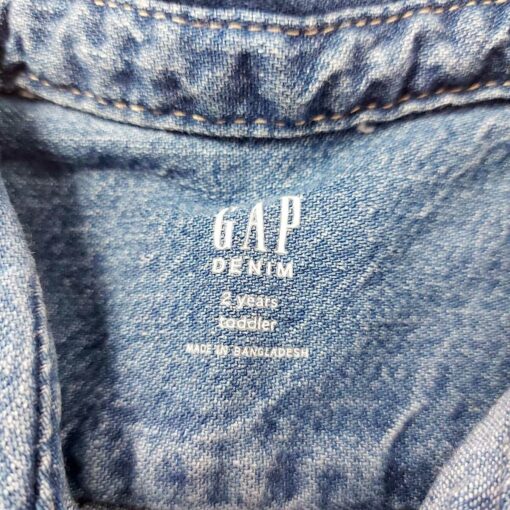 GAP
DENIM
2 years
toddler
MADE IN BANGLADESH